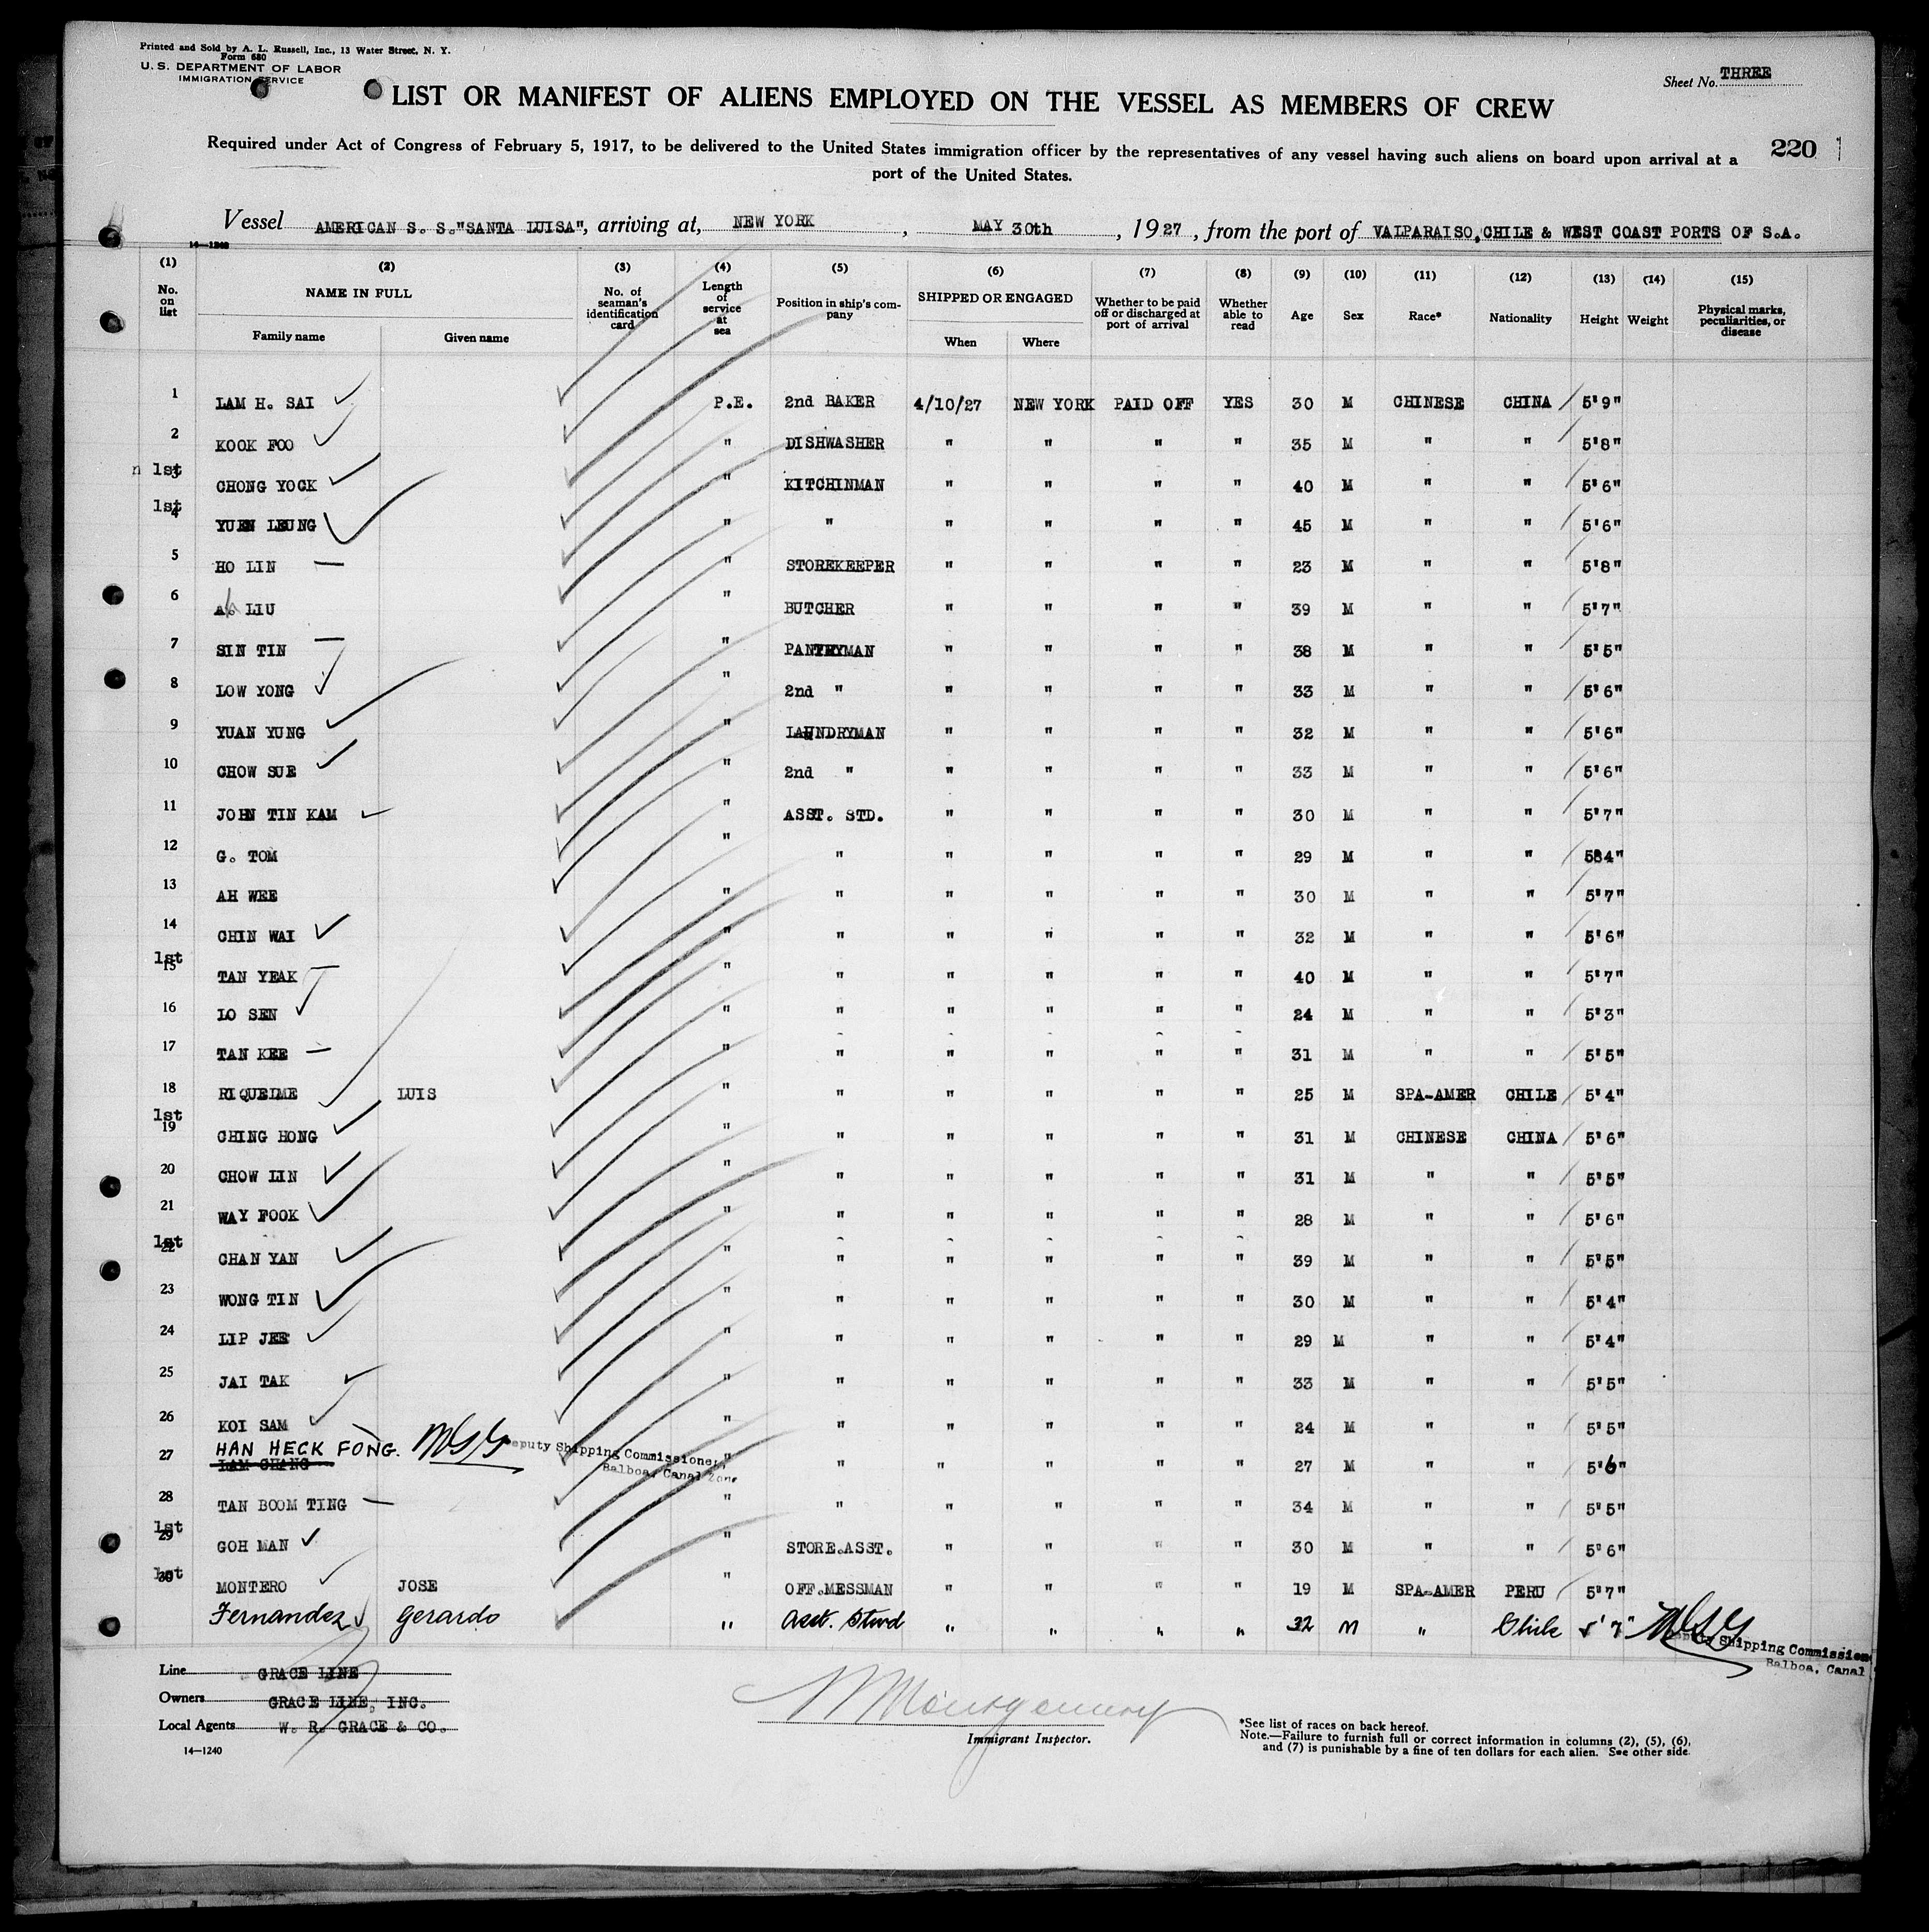 Printed and Sold by A. L. Russell, Inc., 13 Water Street, N. Y.
Form 680
U. S. DEPARTMENT OF LABOR
IMMIGRATION SERVICE
Sheet No. THREE
LIST OR MANIFEST OF ALIENS EMPLOYED ON THE VESSEL AS MEMBERS OF CREW
Required under Act of Congress of February 5, 1917, to be delivered to the United States immigration officer by the representatives of any vessel having such aliens on board upon arrival at a
port of the United States.
220
Vessel AMERICAN S. S. "SANTA LUISA", arriving at, NEW YORK, MAY 30th, 1927, from the port of VALPARAISO, CHILE & WEST COAST PORTS OF S.A.
14—1240
(1) (2) (3) (4) (5) (6) (7) (8) (9) (10) (11) (12) (13) (14) (15)
No. on list NAME IN FULL Family name Given name No. of seaman's identification card Length of service at sea Position in ship's company SHIPPED OR ENGAGED When Where Whether to be paid off or discharged at port of arrival Whether able to read Age Sex Race* Nationality Height Weight Physical marks, peculiarities, or disease
1 LAM H. SAI P.E. 2nd BAKER 4/10/27 NEW YORK PAID OFF YES 30 M CHINESE CHINA 5'9"
2 KOOK FOO " DISHWASHER " " " " 35 M " " 5'8"
1st 3 CHONG YOCK " KITCHINMAN " " " " 40 M " " 5'6"
1st 4 YUEN LEUNG " " " " " " 45 M " " 5'6"
5 HO LIN " STOREKEEPER " " " " 23 M " " 5'8"
6 Ah LIU " BUTCHER " " " " 39 M " " 5'7"
7 SIN TIN " PANTRYMAN " " " " 38 M " " 5'5"
8 LOW YONG " 2nd " " " " " 33 M " " 5'6"
9 YUAN YUNG " LAUNDRYMAN " " " " 32 M " " 5'6"
10 CHOW SUE " 2nd " " " " " 33 M " " 5'6"
11 JOHN TIN KAM " ASST. STD. " " " " 30 M " " 5'7"
12 G. TOM " " " " " " 29 M " " 5'4"
13 AH WEE " " " " " " 30 M " " 5'7"
14 CHIN WAI " " " " " " 32 M " " 5'6"
1st 15 TAN YEAK " " " " " " 40 M " " 5'7"
16 LO SEN " " " " " " 24 M " " 5'3"
17 TAN KEE " " " " " " 31 M " " 5'5"
18 RIQUELME LUIS " " " " " " 25 M SPA-AMER CHILE 5'4"
1st 19 CHING HONG " " " " " " 31 M CHINESE CHINA 5'6"
20 CHOW LIN " " " " " " 31 M " " 5'5"
21 WAY FOOK " " " " " " 28 M " " 5'6"
1st 22 CHAN YAN " " " " " " 39 M " " 5'5"
23 WONG TIN " " " " " " 30 M " " 5'4"
24 LIP JEE " " " " " " 29 M " " 5'4"
25 JAI TAK " " " " " " 33 M " " 5'5"
26 KOI SAM " " " " " " 24 M " " 5'5"
HAN HECK FONG. Deputy Shipping Commissioner,
Balboa, Canal Zone
27 LAM CHANG " " " " " " 27 M " " 5'6"
28 TAN BOOM TING " " " " " " 34 M " " 5'5"
1st 29 GOH MAN " STORE.ASST. " " " " 30 M " " 5'6"
1st 30 MONTERO JOSE " OFF.MESSMAN " " " " 19 M SPA-AMER PERU 5'7"
Fernandez Gerardo " Asst. Stwd " " " " 32 M " Chile 5'7"
Deputy Shipping Commission
Balboa, Canal
Line GRACE LINE
Owners GRACE LINE, INC.
Local Agents W. R. GRACE & CO.
14—1240
Montgomery
Immigrant Inspector.
*See list of races on back hereof.
Note.—Failure to furnish full or correct information in columns (2), (5), (6),
and (7) is punishable by a fine of ten dollars for each alien. See other side.